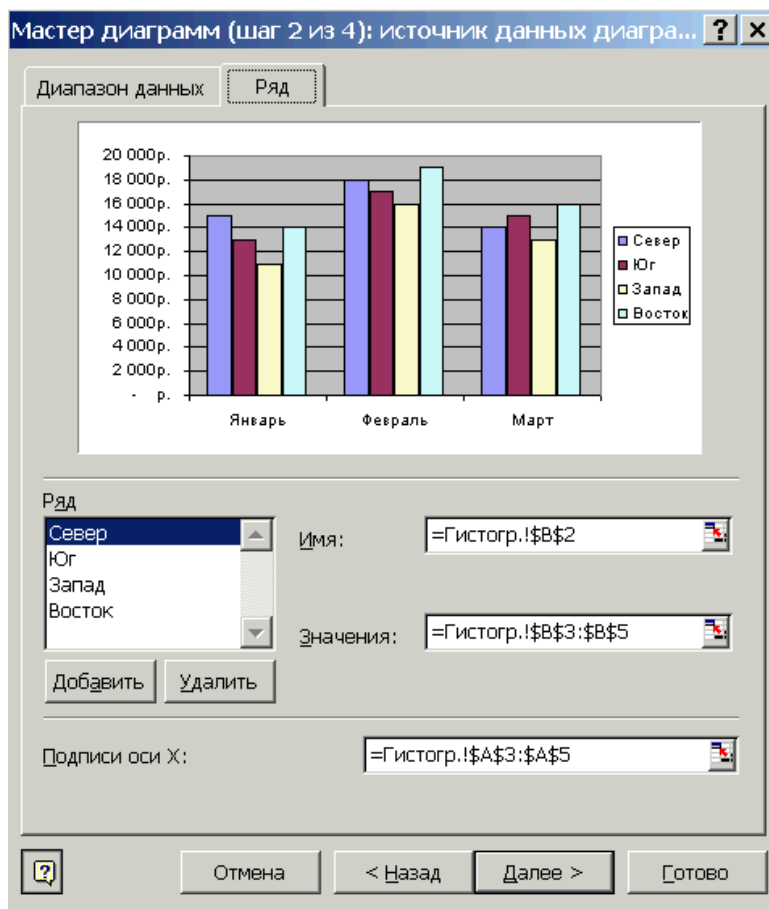 Мастер диаграмм (шаг 2 из 4): источник данных диагра...
Диапазон данных Ряд
20 000р.
18 000р.
16 000р.
14 000р.
12 000р.
10 000р.
8 000р.
6 000р.
4 000р.
2 000р.
- р.
Январь Февраль Март
Север
Юг
Запад
Восток
Ряд
Север
Юг
Запад
Восток
Имя: =Гистогр.!$B$2
Значения: =Гистогр.!$B$3:$B$5
Добавить Удалить
Подписи оси X: =Гистогр.!$A$3:$A$5
Отмена < Назад Далее > Готово